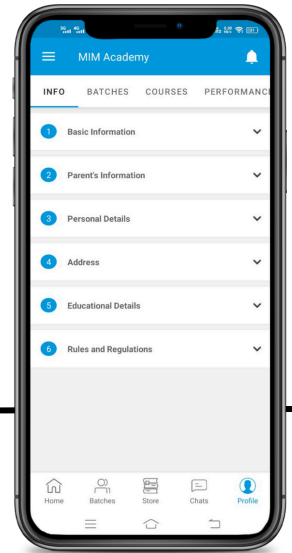 MIM Academy
INFO BATCHES COURSES PERFORMANC
1 Basic Information
2 Parent's Information
3 Personal Details
4 Address
5 Educational Details
6 Rules and Regulations
Home Batches Store Chats Profile